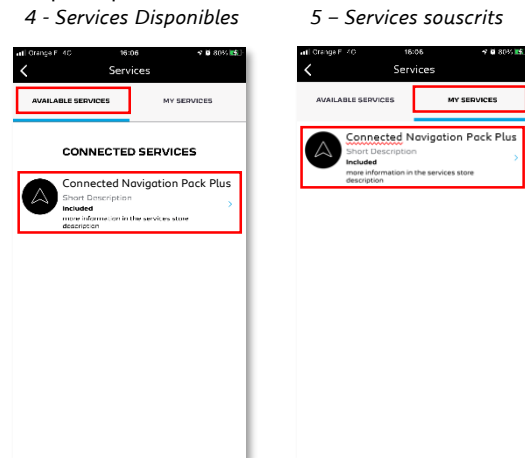 4 - Services Disponibles
5 – Services souscrits
Orange F 4G 16:06 80%
Services
AVAILABLE SERVICES MY SERVICES
CONNECTED SERVICES
Connected Navigation Pack Plus
Short Description
Included
more information in the services store
description
Orange F 4G 16:06 80%
Services
AVAILABLE SERVICES MY SERVICES
Connected Navigation Pack Plus
Short Description
Included
more information in the services store
description